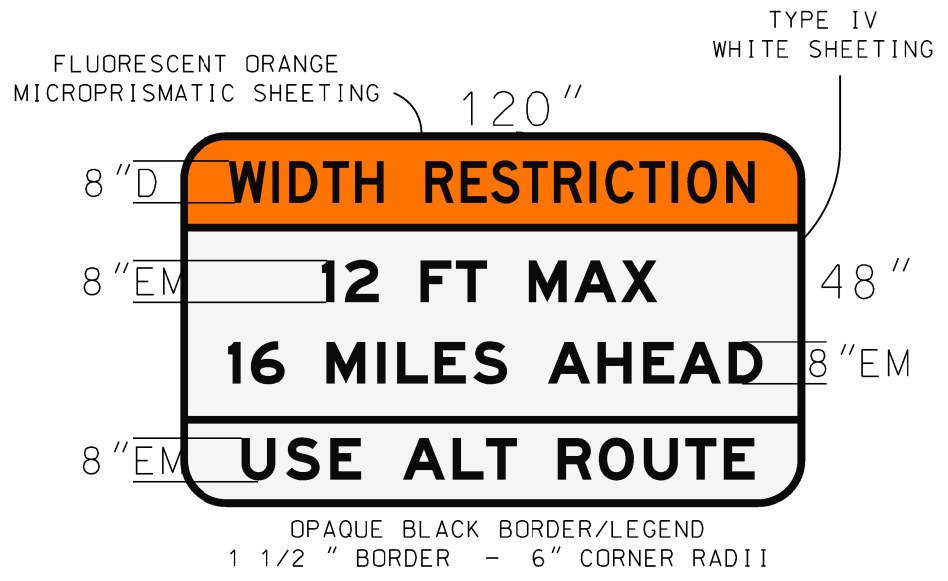 TYPE IV
WHITE SHEETING
FLUORESCENT ORANGE
MICROPRISMATIC SHEETING
120"
8"D
WIDTH RESTRICTION
8"EM
12 FT MAX
48"
16 MILES AHEAD
8"EM
8"EM
USE ALT ROUTE
OPAQUE BLACK BORDER/LEGEND
1 1/2 " BORDER - 6" CORNER RADII